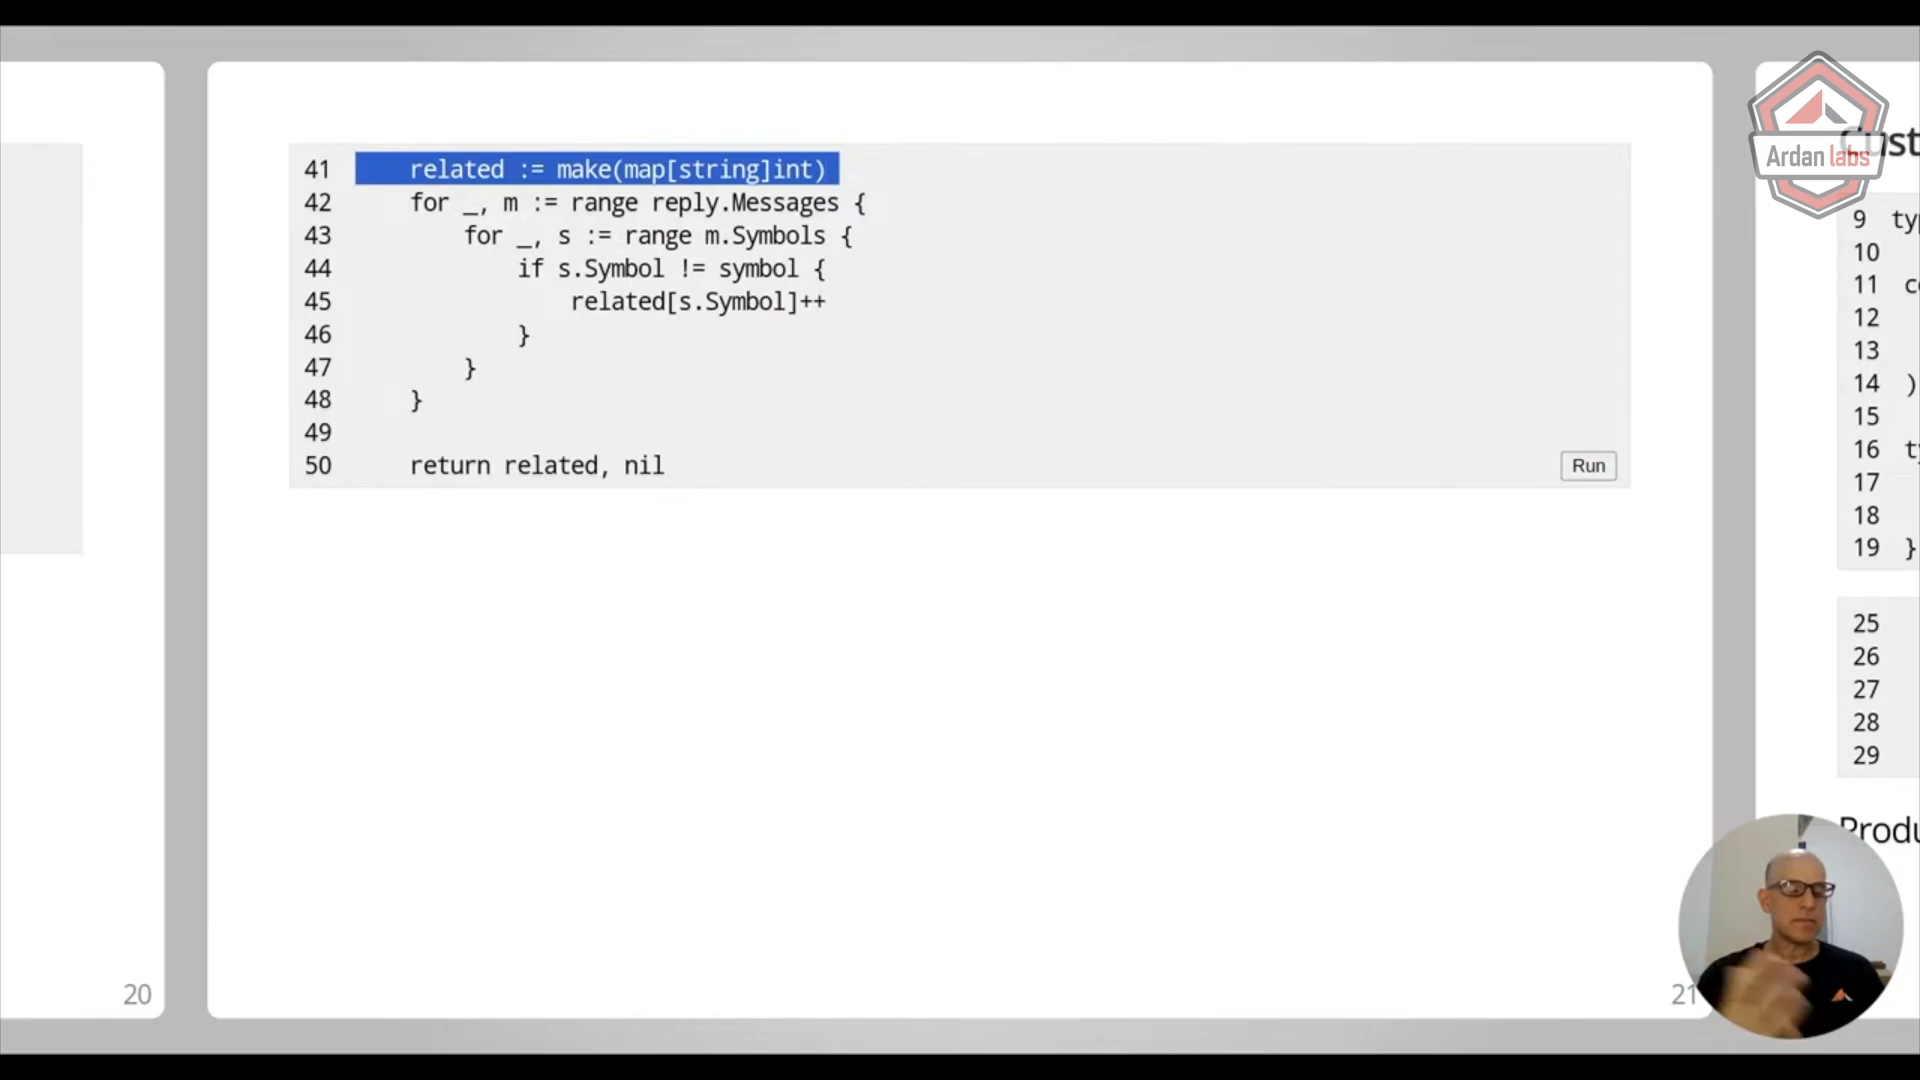 41 related := make(map[string]int)
42 for _, m := range reply.Messages {
43 for _, s := range m.Symbols {
44 if s.Symbol != symbol {
45 related[s.Symbol]++
46 }
47 }
48 }
49
50 return related, nil
Run
20
21
Ardan labs
9
10
11
12
13
14 )
15
16
17
18
19 }
25
26
27
28
29